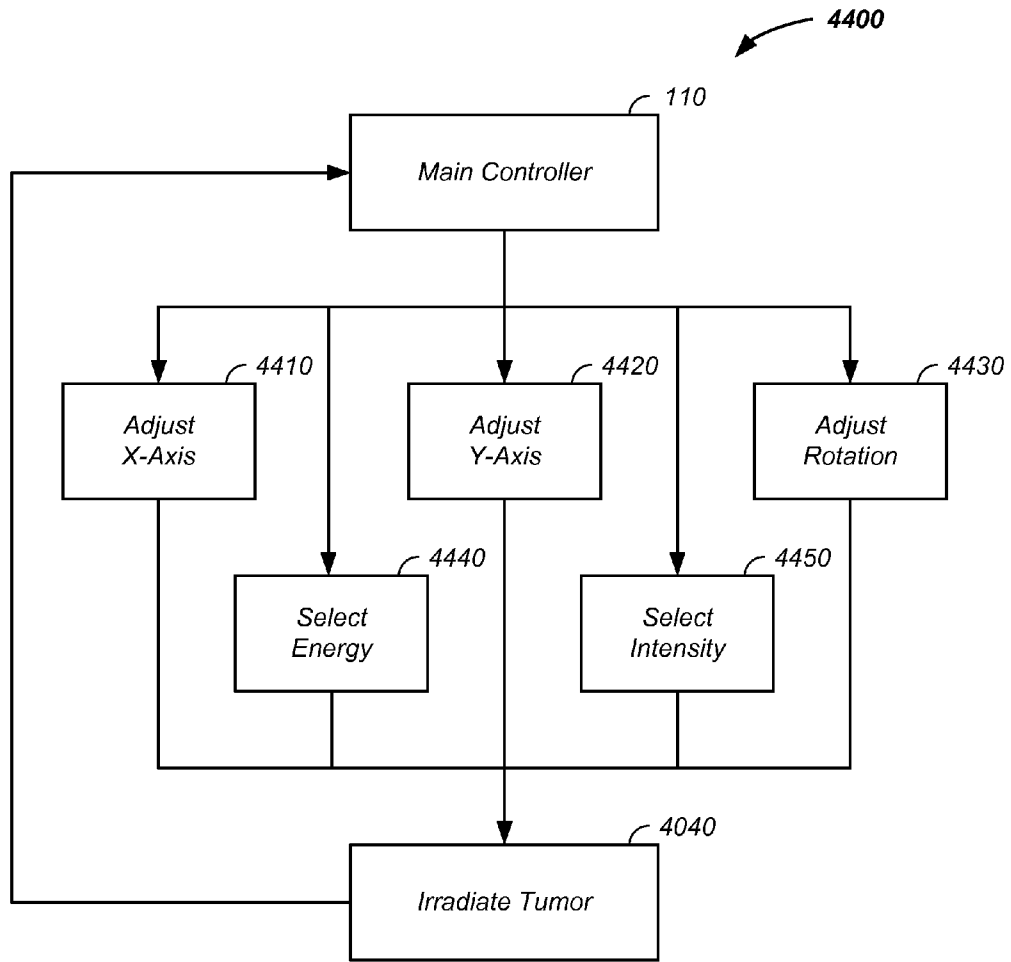 4400
110
Main Controller
4410
4420
4430
Adjust
X-Axis
Adjust
Y-Axis
Adjust
Rotation
4440
4450
Select
Energy
Select
Intensity
4040
Irradiate Tumor